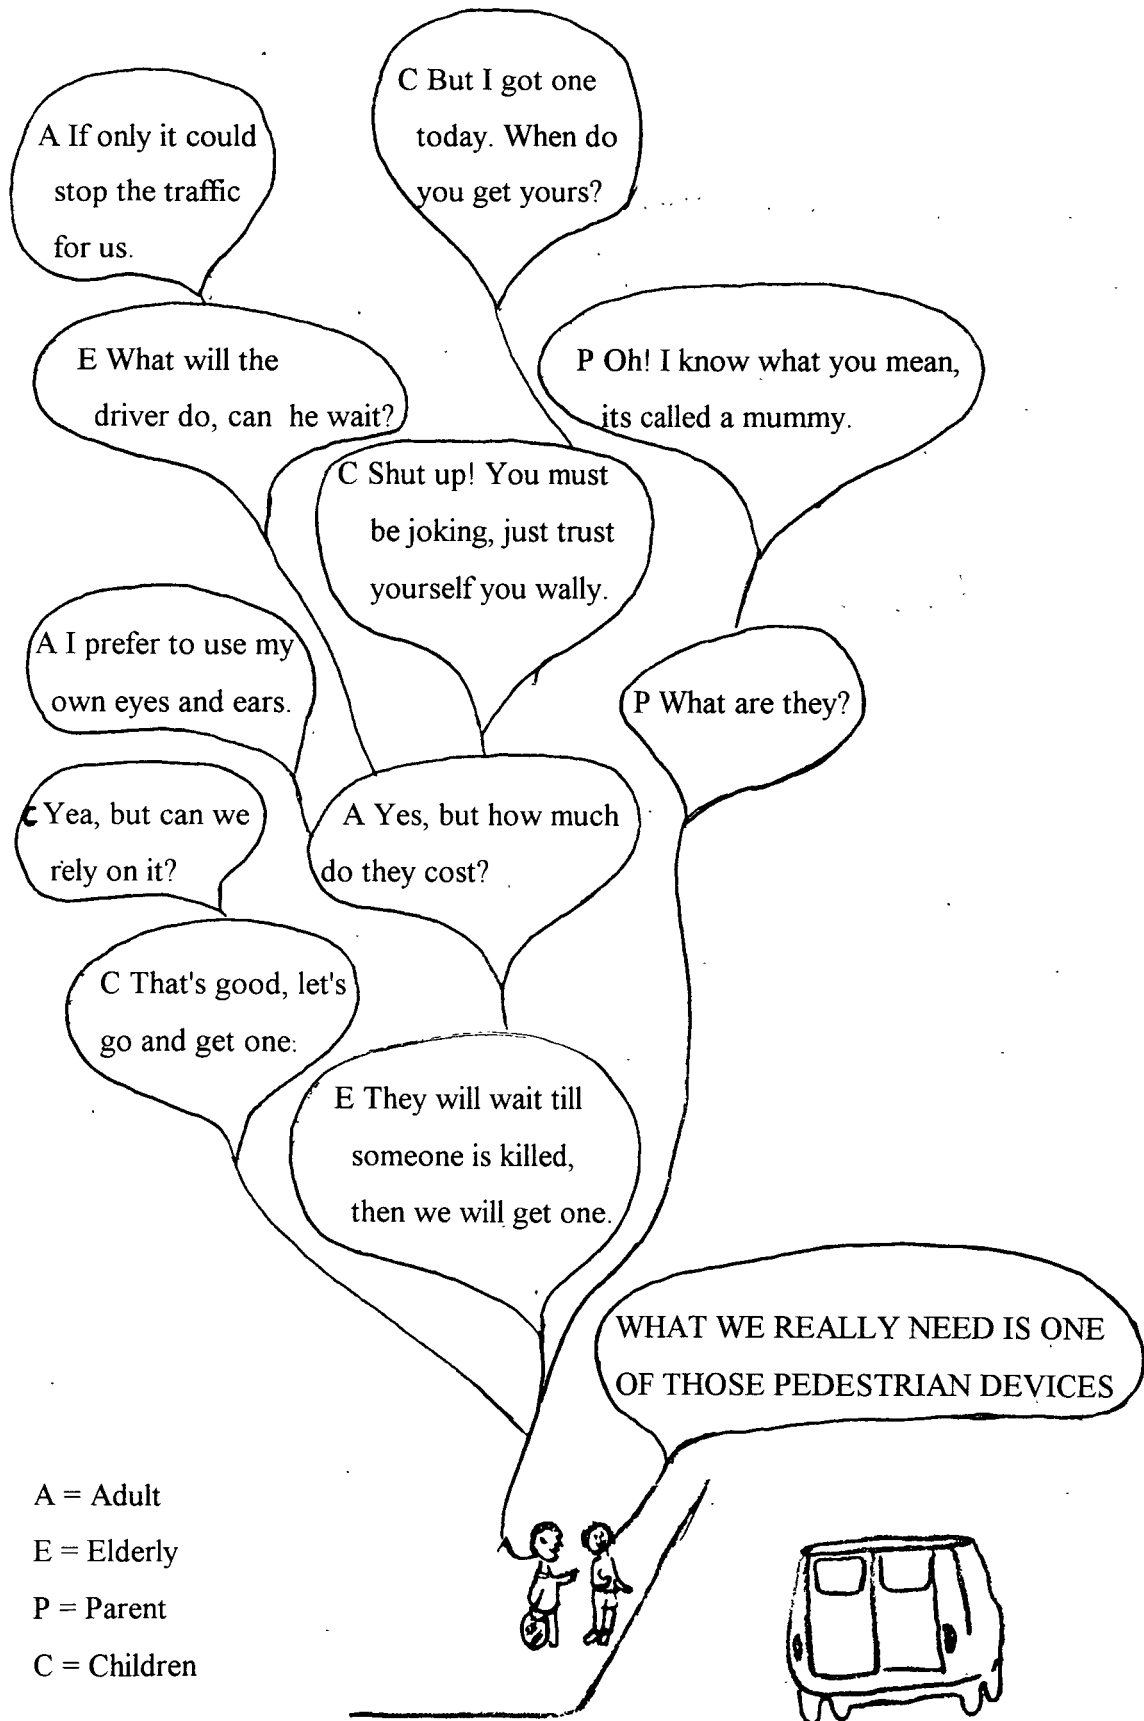 C But I got one
today. When do
you get yours?
A If only it could
stop the traffic
for us.
E What will the
driver do, can he wait?
P Oh! I know what you mean,
its called a mummy.
C Shut up! You must
be joking, just trust
yourself you wally.
A I prefer to use my
own eyes and ears.
P What are they?
C Yea, but can we
rely on it?
A Yes, but how much
do they cost?
C That's good, let's
go and get one.
E They will wait till
someone is killed,
then we will get one.
WHAT WE REALLY NEED IS ONE
OF THOSE PEDESTRIAN DEVICES
A = Adult
E = Elderly
P = Parent
C = Children